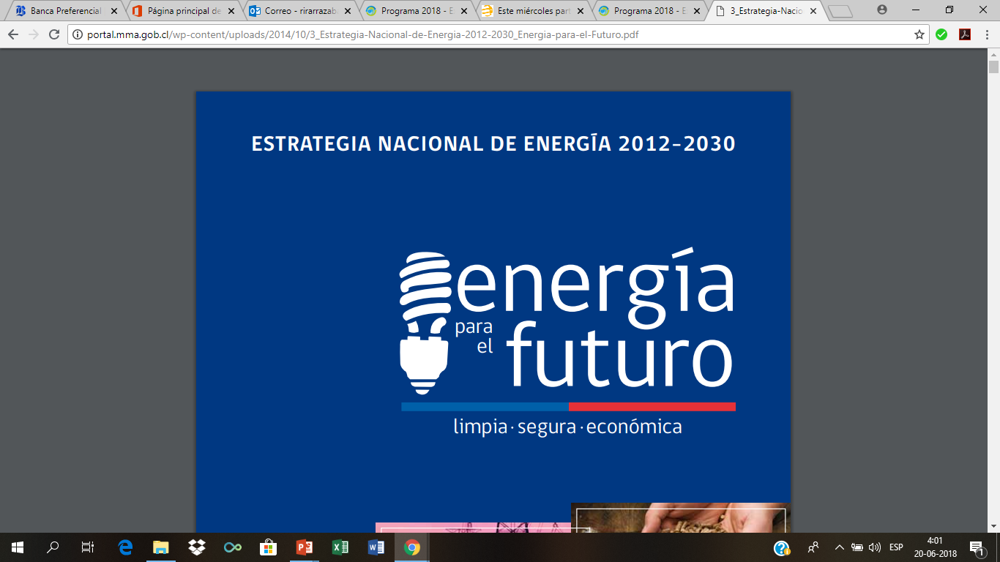 Banca Preferencial
Página principal de
Correo - rirarrazab
Programa 2018 - E
Este miércoles part
Programa 2018 - E
3_Estrategia-Nacio
portal.mma.gob.cl/wp-content/uploads/2014/10/3_Estrategia-Nacional-de-Energia-2012-2030_Energia-para-el-Futuro.pdf
ESTRATEGIA NACIONAL DE ENERGÍA 2012-2030
energía
para
el
futuro
limpia·segura·económica
ESP
4:01
20-06-2018
1